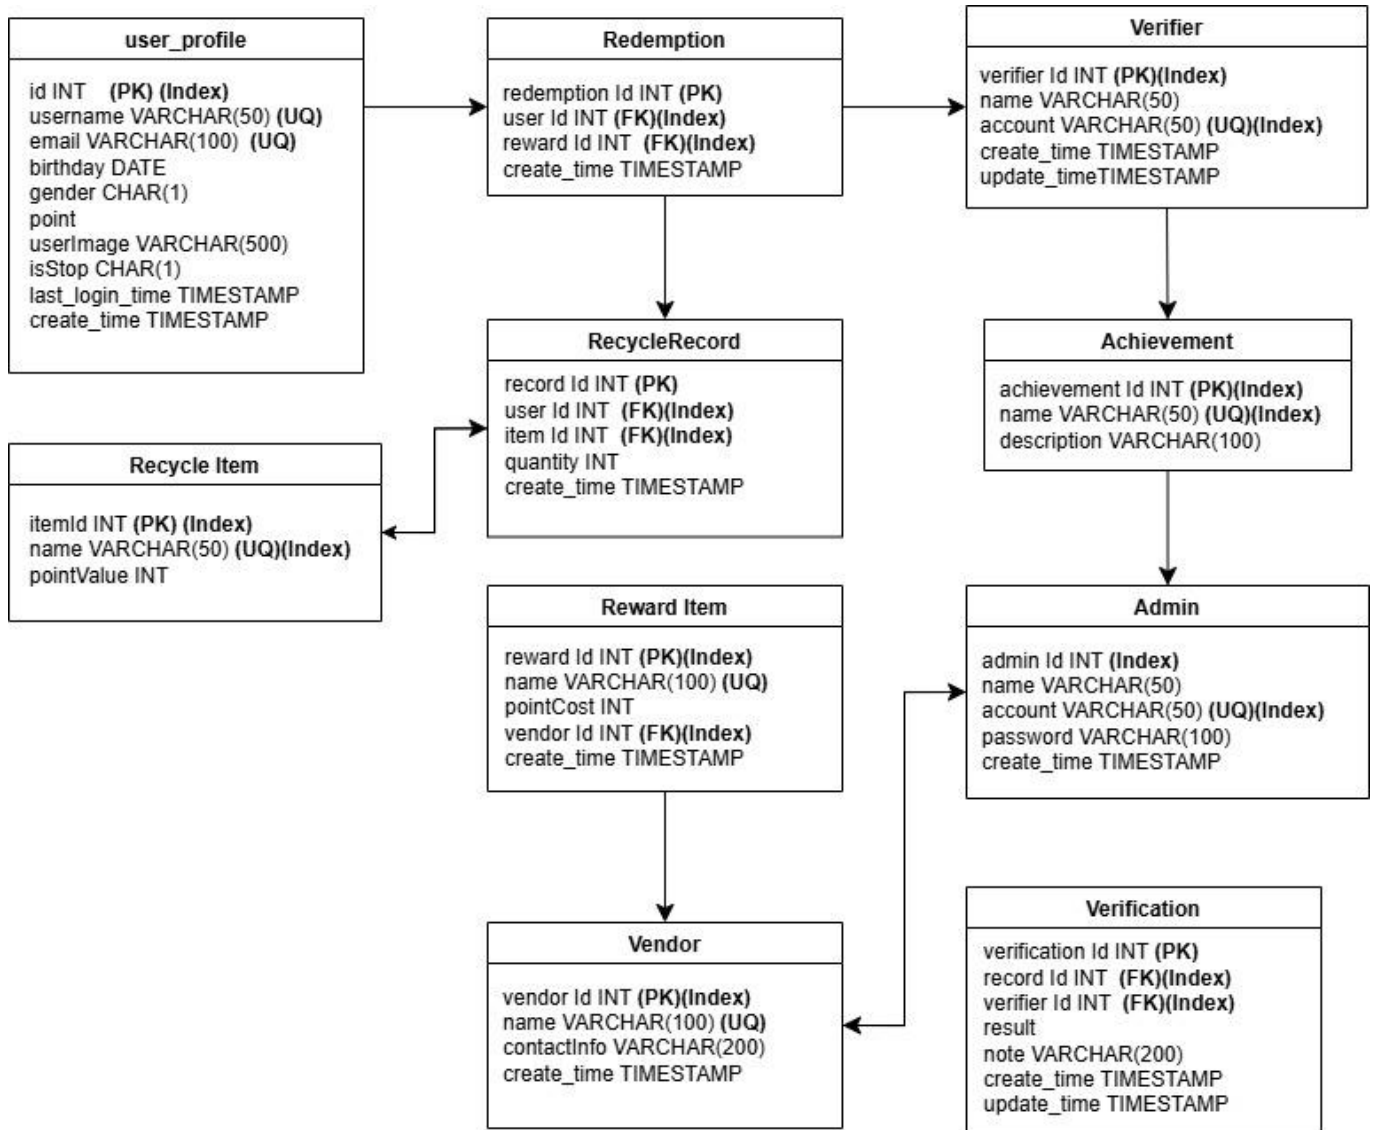 user_profile
id INT (PK) (Index)
username VARCHAR(50) (UQ)
email VARCHAR(100) (UQ)
birthday DATE
gender CHAR(1)
point
userImage VARCHAR(500)
isStop CHAR(1)
last_login_time TIMESTAMP
create_time TIMESTAMP
Redemption
redemption Id INT (PK)
user Id INT (FK)(Index)
reward Id INT (FK)(Index)
create_time TIMESTAMP
Verifier
verifier Id INT (PK)(Index)
name VARCHAR(50)
account VARCHAR(50) (UQ)(Index)
create_time TIMESTAMP
update_timeTIMESTAMP
RecycleRecord
record Id INT (PK)
user Id INT (FK)(Index)
item Id INT (FK)(Index)
quantity INT
create_time TIMESTAMP
Achievement
achievement Id INT (PK)(Index)
name VARCHAR(50) (UQ)(Index)
description VARCHAR(100)
Recycle Item
itemId INT (PK) (Index)
name VARCHAR(50) (UQ)(Index)
pointValue INT
Reward Item
reward Id INT (PK)(Index)
name VARCHAR(100) (UQ)
pointCost INT
vendor Id INT (FK)(Index)
create_time TIMESTAMP
Admin
admin Id INT (Index)
name VARCHAR(50)
account VARCHAR(50) (UQ)(Index)
password VARCHAR(100)
create_time TIMESTAMP
Vendor
vendor Id INT (PK)(Index)
name VARCHAR(100) (UQ)
contactInfo VARCHAR(200)
create_time TIMESTAMP
Verification
verification Id INT (PK)
record Id INT (FK)(Index)
verifier Id INT (FK)(Index)
result
note VARCHAR(200)
create_time TIMESTAMP
update_time TIMESTAMP